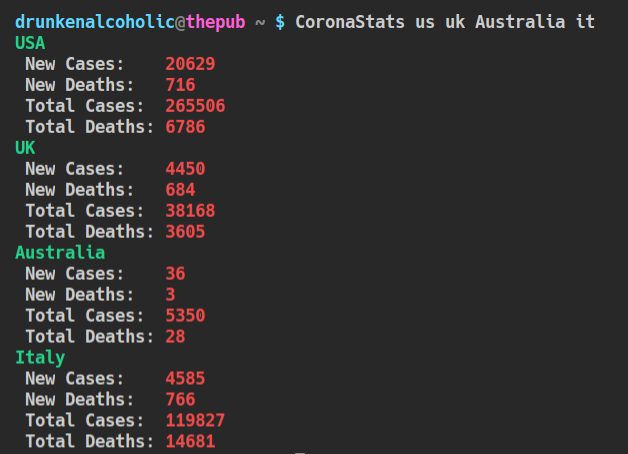 drunkenalcoholic@thepub ~ $ CoronaStats us uk Australia it
USA
New Cases: 20629
New Deaths: 716
Total Cases: 265506
Total Deaths: 6786
UK
New Cases: 4450
New Deaths: 684
Total Cases: 38168
Total Deaths: 3605
Australia
New Cases: 36
New Deaths: 3
Total Cases: 5350
Total Deaths: 28
Italy
New Cases: 4585
New Deaths: 766
Total Cases: 119827
Total Deaths: 14681